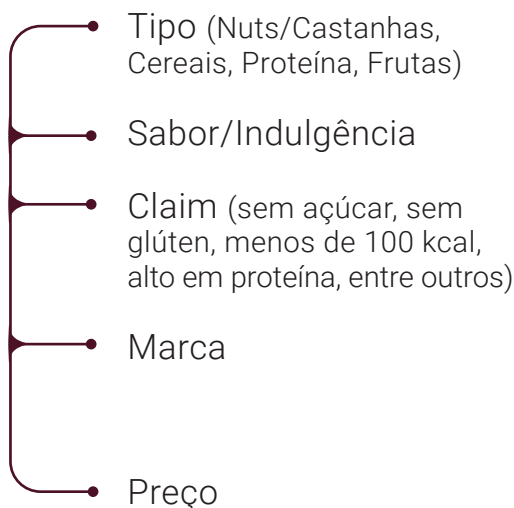 Tipo (Nuts/Castanhas,
Cereais, Proteína, Frutas)
Sabor/Indulgência
Claim (sem açúcar, sem
glúten, menos de 100 kcal,
alto em proteína, entre outros)
Marca
Preço